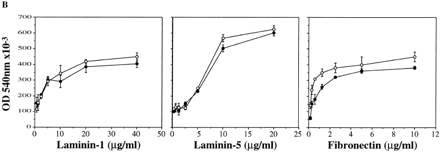 B
OD 540nm x10-3
700
600
500
400
300
200
100
0
0 10 20 30 40
0 5 10 15 20
0 2 4 6 8 10
Laminin-1 (μg/ml)
Laminin-5 (μg/ml)
Fibronectin (μg/ml)